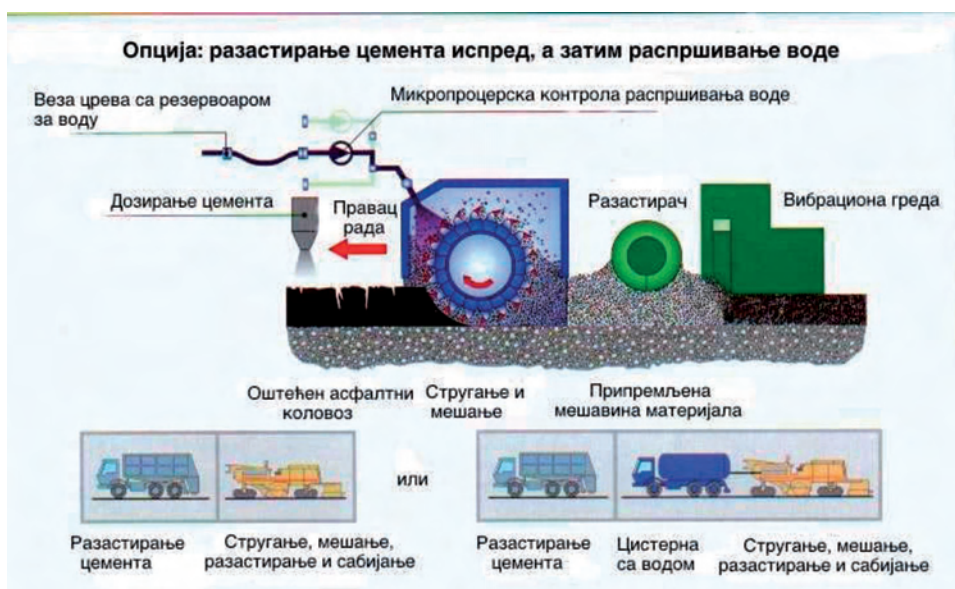 Опција: разастирање цемента испред, а затим распршивање воде
Веза црева са резервоаром
за воду
Микропроцерска контрола распршивања воде
Дозирање цемента
Правац
рада
Разастирач
Вибрациона греда
Оштећен асфалтни
коловоз
Стругање и
мешање
Припремљена
мешавина материјала
или
Разастирање
цемента
Стругање, мешање,
разастирање и сабијање
Разастирање
цемента
Цистерна
са водом
Стругање, мешање,
разастирање и сабијање